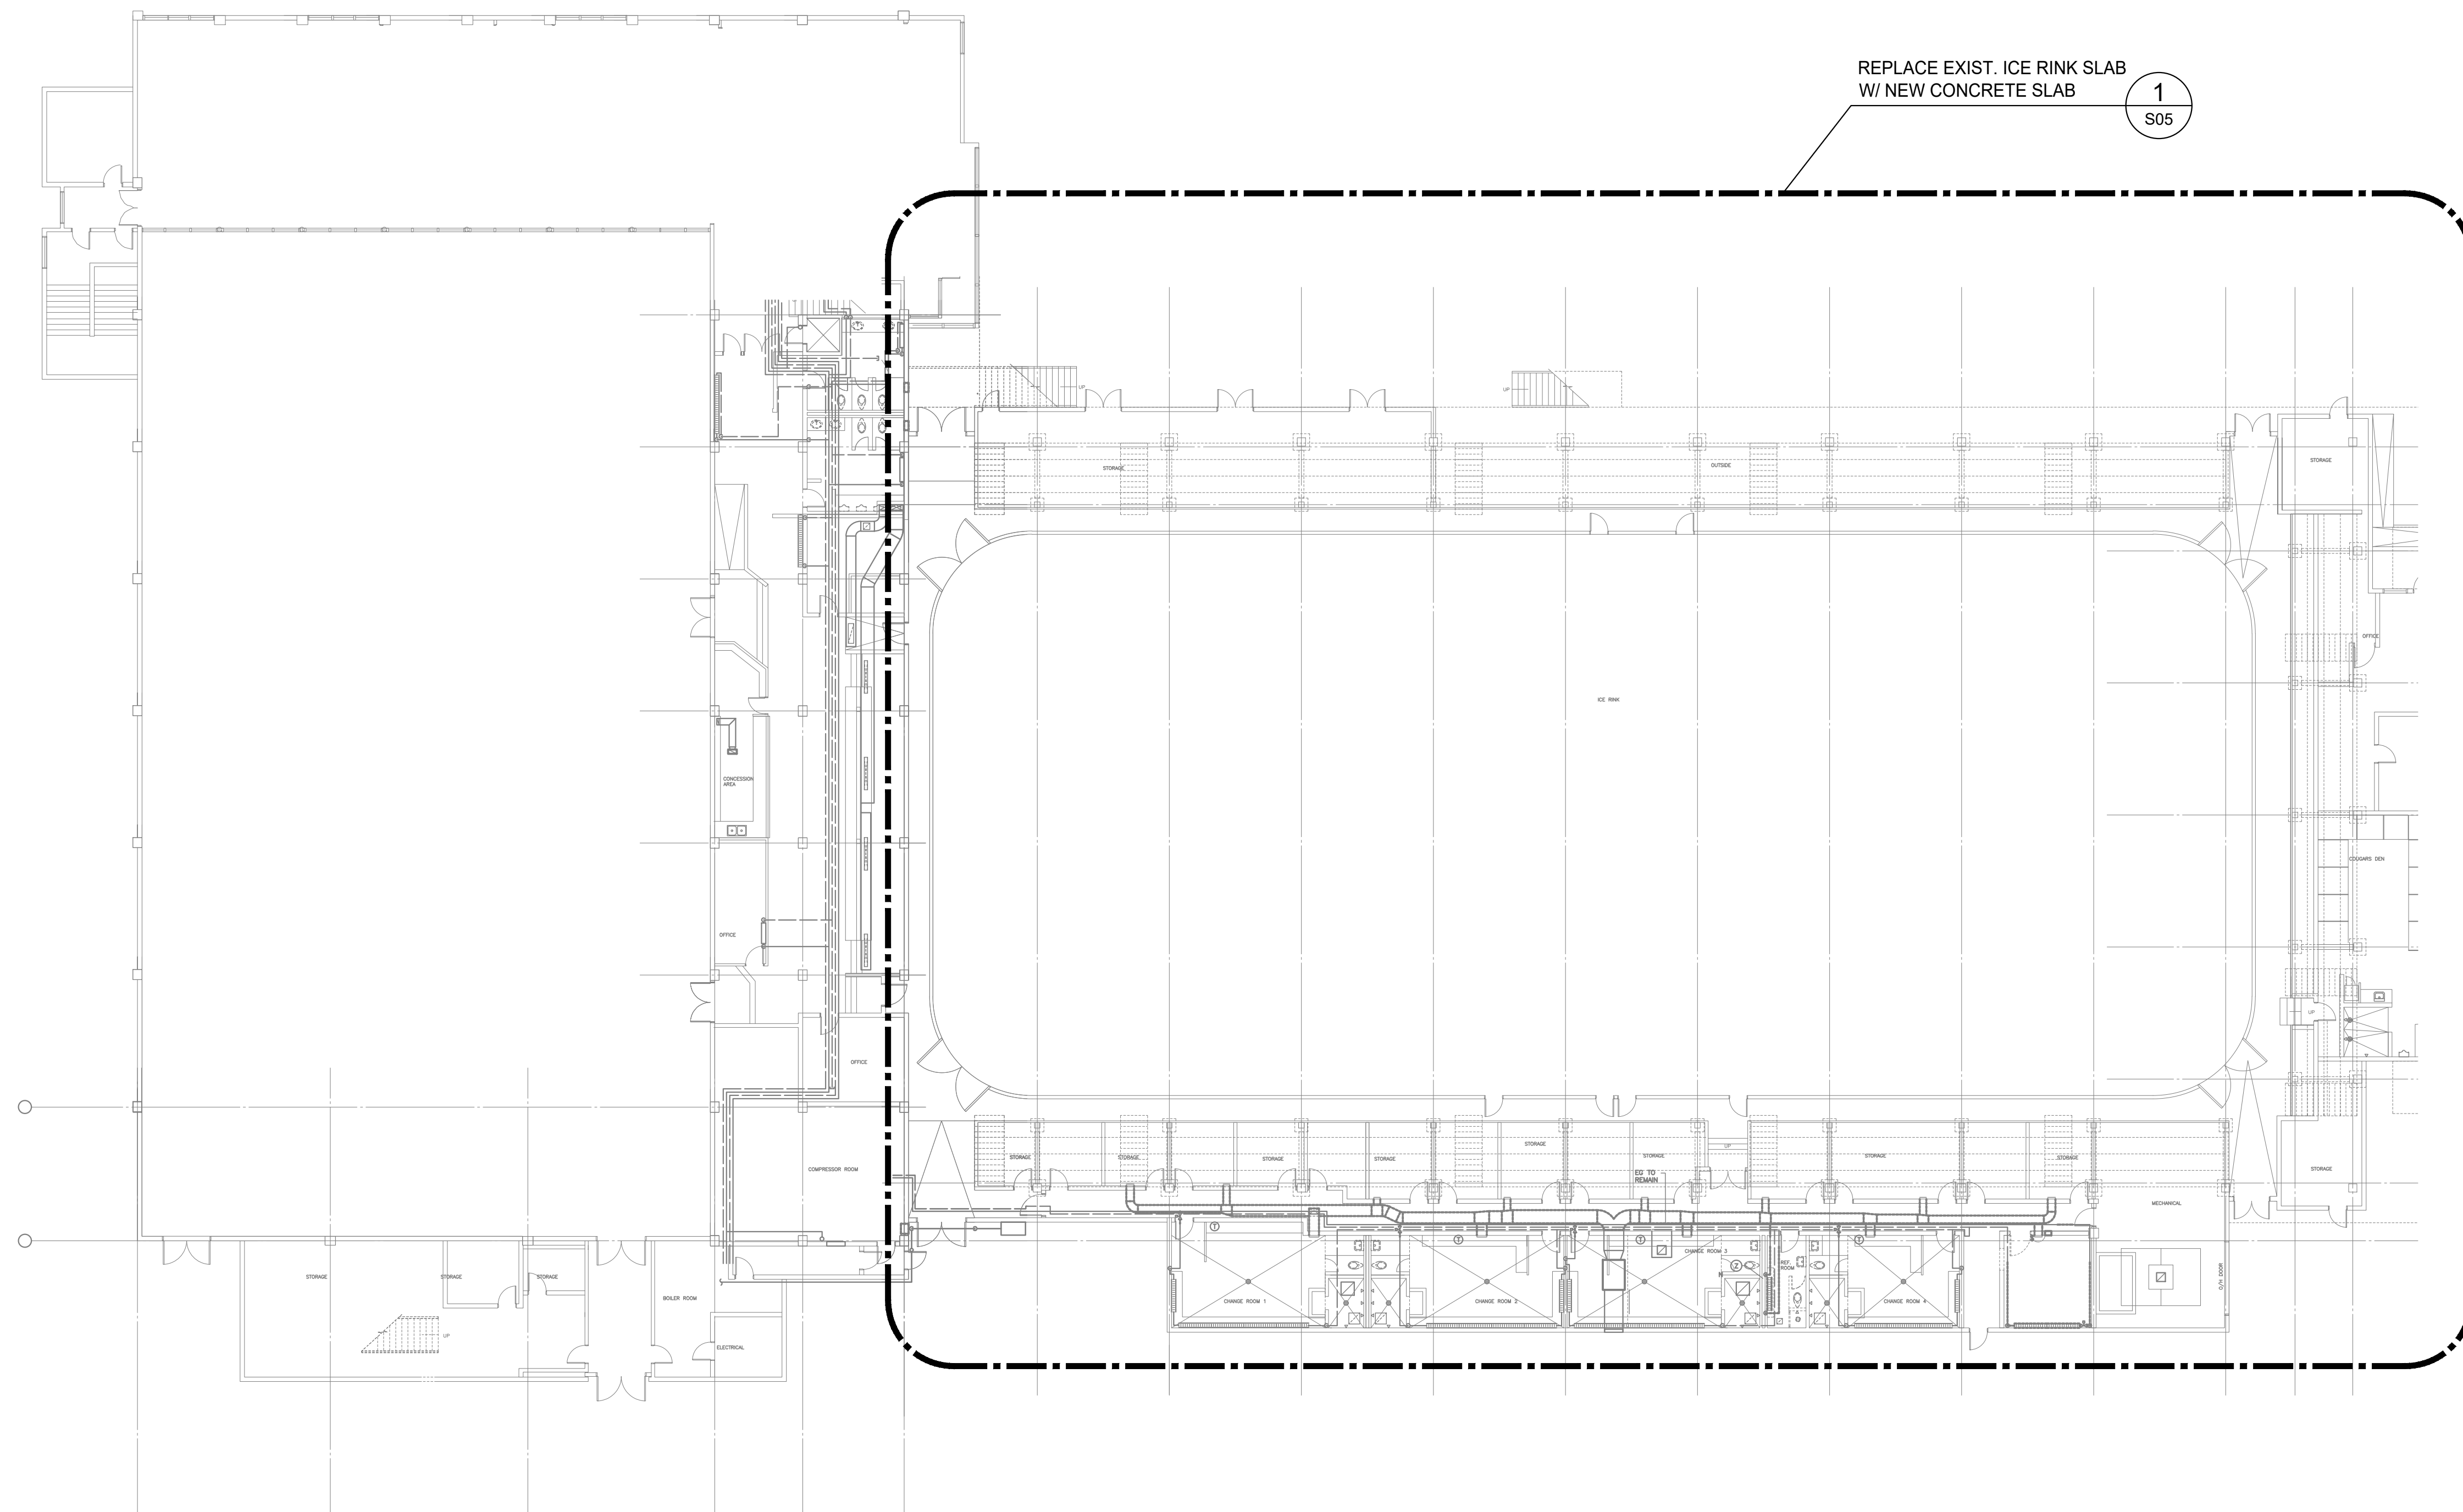 REPLACE EXIST. ICE RINK SLAB
W/ NEW CONCRETE SLAB
1
S05
UP
UP
STORAGE
OUTSIDE
STORAGE
OFFICE
ICE RINK
CONCESSION
AREA
COUGARS DEN
OFFICE
UP
OFFICE
STORAGE
UP
STORAGE
STORAGE
STORAGE
STORAGE
STORAGE
STORAGE
STORAGE
COMPRESSOR ROOM
EG TO
REMAIN
STORAGE
MECHANICAL
T
T
T
T
CHANGE ROOM 3
Z
REF.
ROOM
STORAGE
STORAGE
STORAGE
O/H DOOR
BOILER ROOM
CHANGE ROOM 1
CHANGE ROOM 2
CHANGE ROOM 4
UP
ELECTRICAL